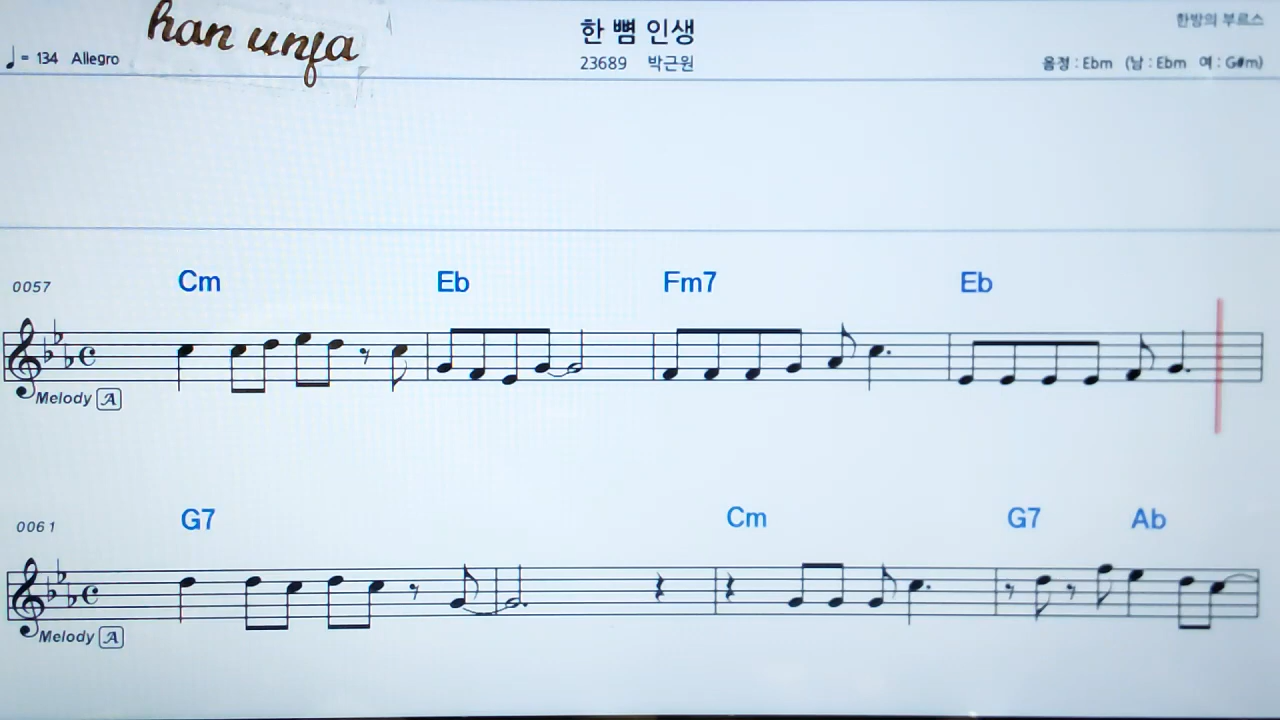 han unja
한 뼘 인생
한방의 부르스
♩ = 134 Allegro
23689 박근원
음정 : Ebm (남 : Ebm 여 : G#m)
Cm Eb Fm7 Eb
0057
Melody A
G7 Cm G7 Ab
0061
Melody A